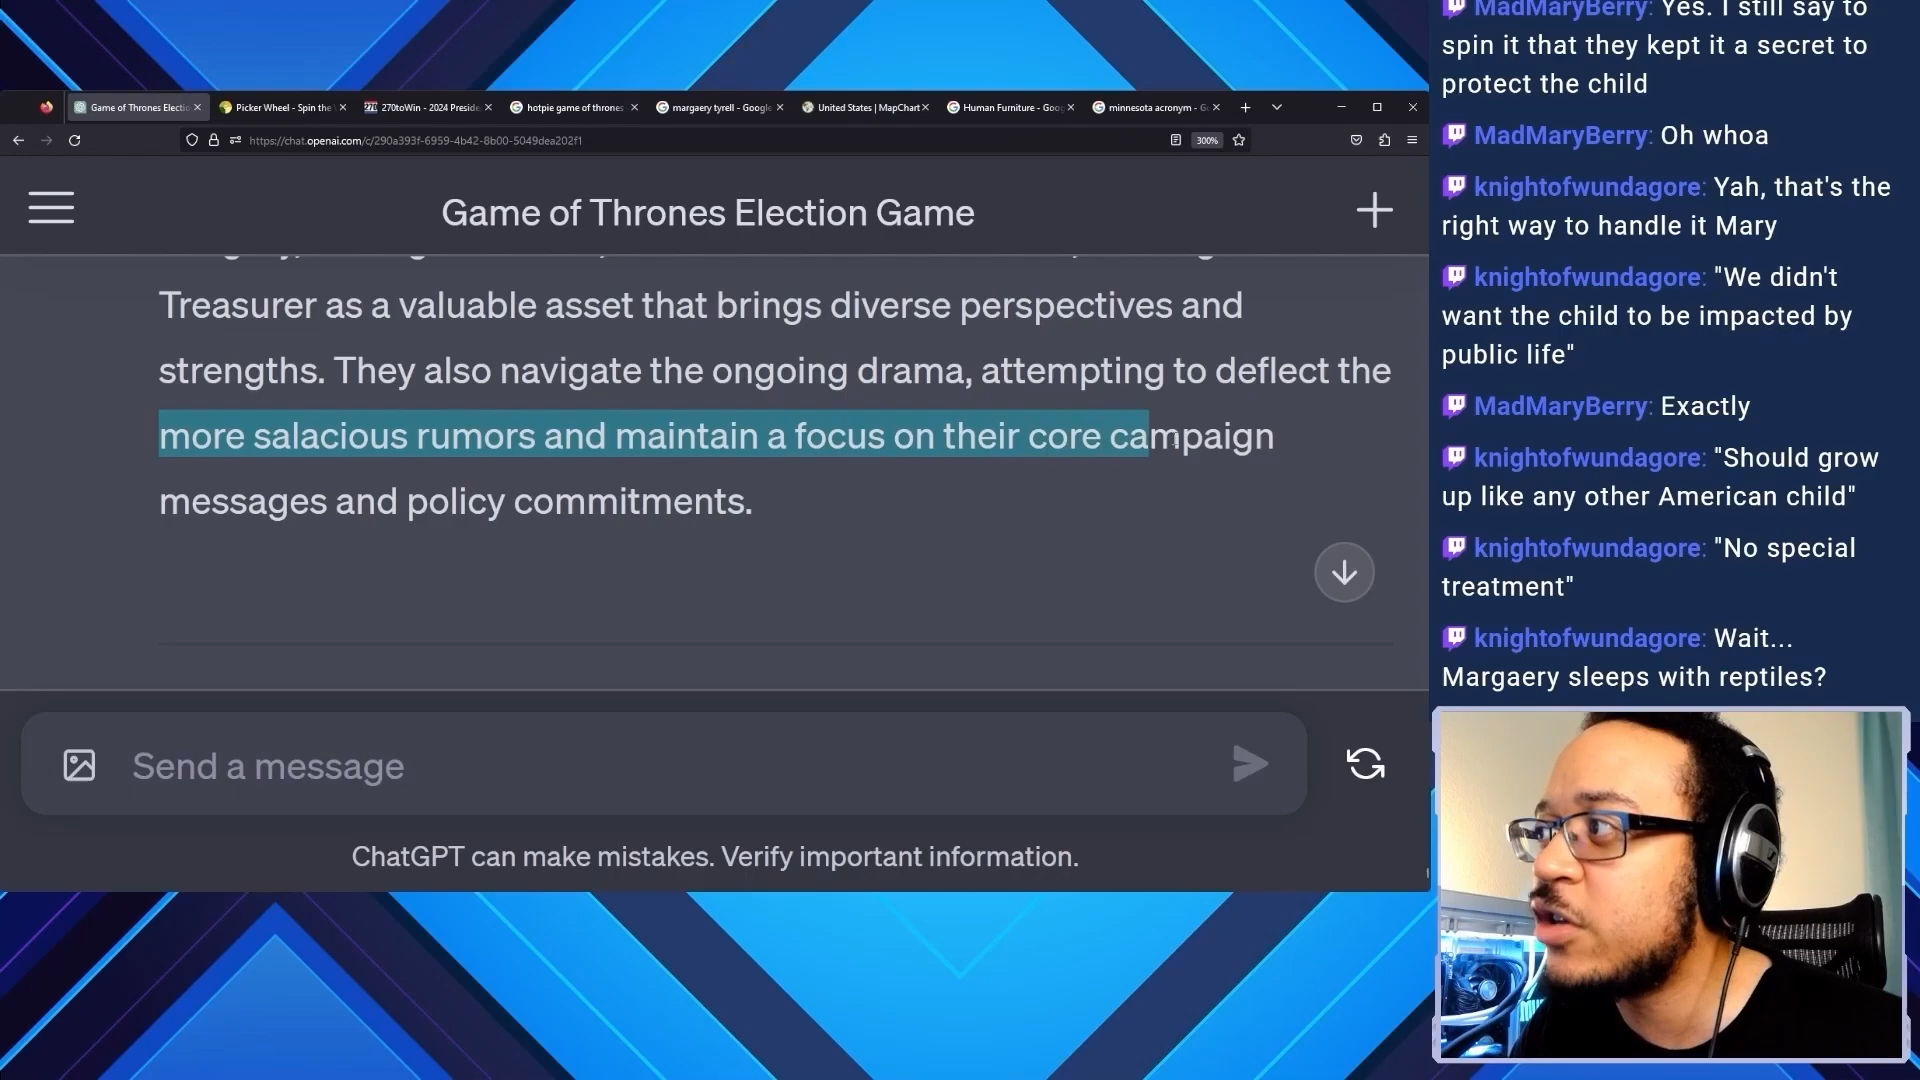 Game of Thrones Electio
Picker Wheel - Spin the
270toWin - 2024 Preside
hotpie game of thrones -
margaery tyrell - Google
United States | MapChart
Human Furniture - Goo
minnesota acronym - G
https://chat.openai.com/c/290a393f-6959-4b42-8b00-5049dea202f1
300%
Game of Thrones Election Game
Treasurer as a valuable asset that brings diverse perspectives and
strengths. They also navigate the ongoing drama, attempting to deflect the
more salacious rumors and maintain a focus on their core campaign
messages and policy commitments.
Send a message
ChatGPT can make mistakes. Verify important information.
MadMaryBerry: Yes. I still say to
spin it that they kept it a secret to
protect the child
MadMaryBerry: Oh whoa
knightofwundagore: Yah, that's the
right way to handle it Mary
knightofwundagore: "We didn't
want the child to be impacted by
public life"
MadMaryBerry: Exactly
knightofwundagore: "Should grow
up like any other American child"
knightofwundagore: "No special
treatment"
knightofwundagore: Wait...
Margaery sleeps with reptiles?